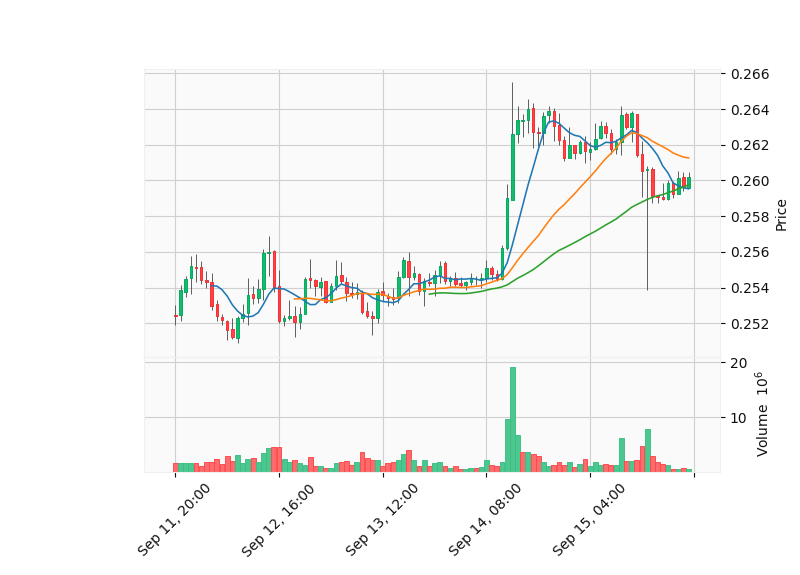 0.266
0.264
0.262
0.260
0.258
0.256
0.254
0.252
Price
20
10
Volume 10^6
Sep 11, 20:00
Sep 12, 16:00
Sep 13, 12:00
Sep 14, 08:00
Sep 15, 04:00